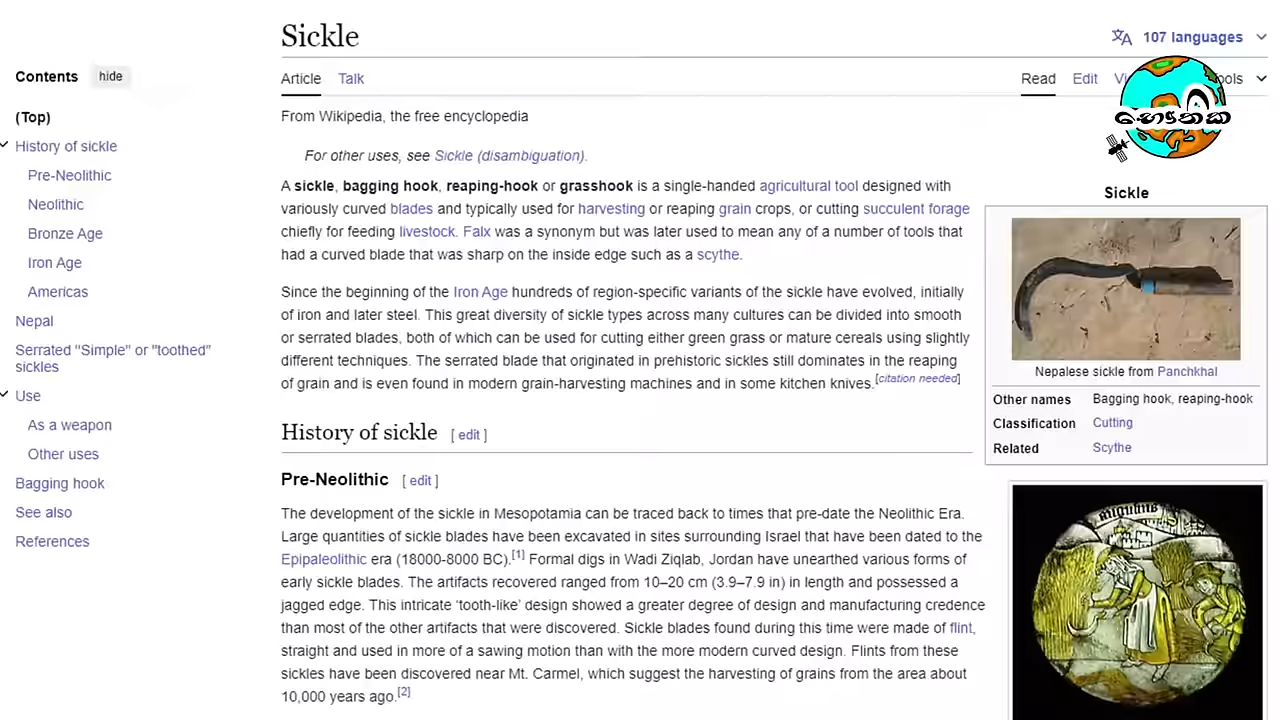 Sickle
107 languages
Contents
hide
Article
Talk
Read
Edit
භෞතික
(Top)
From Wikipedia, the free encyclopedia
History of sickle
For other uses, see Sickle (disambiguation).
Pre-Neolithic
Neolithic
Bronze Age
Iron Age
Americas
Nepal
Serrated "Simple" or "toothed"
sickles
Use
As a weapon
Other uses
Bagging hook
See also
References
A sickle, bagging hook, reaping-hook or grasshook is a single-handed agricultural tool designed with
variously curved blades and typically used for harvesting or reaping grain crops, or cutting succulent forage
chiefly for feeding livestock. Falx was a synonym but was later used to mean any of a number of tools that
had a curved blade that was sharp on the inside edge such as a scythe.
Since the beginning of the Iron Age hundreds of region-specific variants of the sickle have evolved, initially
of iron and later steel. This great diversity of sickle types across many cultures can be divided into smooth
or serrated blades, both of which can be used for cutting either green grass or mature cereals using slightly
different techniques. The serrated blade that originated in prehistoric sickles still dominates in the reaping
of grain and is even found in modern grain-harvesting machines and in some kitchen knives.[citation needed]
History of sickle [ edit ]
Pre-Neolithic [ edit ]
The development of the sickle in Mesopotamia can be traced back to times that pre-date the Neolithic Era.
Large quantities of sickle blades have been excavated in sites surrounding Israel that have been dated to the
Epipaleolithic era (18000-8000 BC).[1] Formal digs in Wadi Ziqlab, Jordan have unearthed various forms of
early sickle blades. The artifacts recovered ranged from 10–20 cm (3.9–7.9 in) in length and possessed a
jagged edge. This intricate ‘tooth-like’ design showed a greater degree of design and manufacturing credence
than most of the other artifacts that were discovered. Sickle blades found during this time were made of flint,
straight and used in more of a sawing motion than with the more modern curved design. Flints from these
sickles have been discovered near Mt. Carmel, which suggest the harvesting of grains from the area about
10,000 years ago.[2]
Sickle
Nepalese sickle from Panchkhal
Other names Bagging hook, reaping-hook
Classification Cutting
Related Scythe